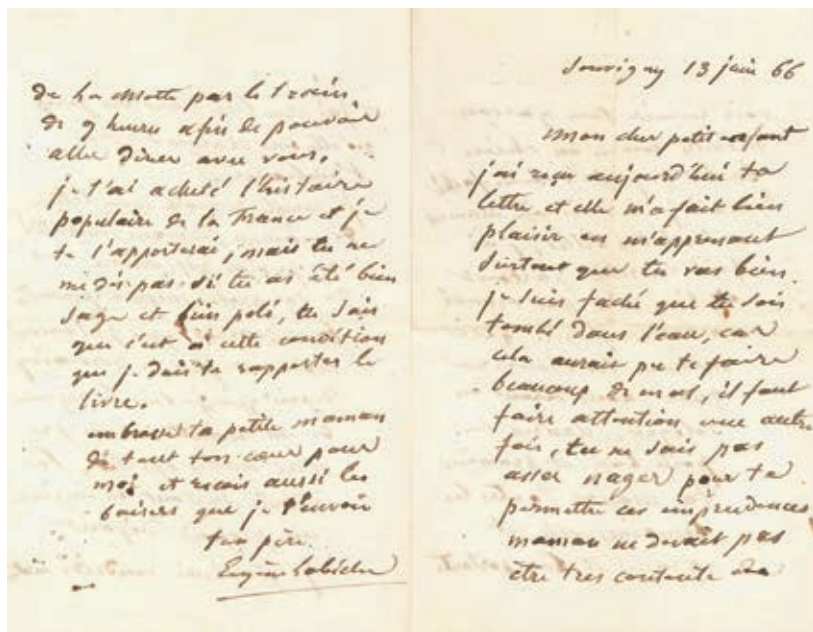 Souvigny 13 juin 66
Mon cher petit enfant
j'ai reçu aujourd'hui ta
lettre et elle m'a fait bien
plaisir en m'apprenant
surtout que tu vas bien.
je suis faché que tu sois
tombé dans l'eau, car
cela aurait pu te faire
beaucoup de mal, il faut
faire attention une autre
fois, tu ne sais pas
assez nager pour te
permettre ces imprudences
maman ne devait pas
être très contente
de La Motte par le train
de 9 heures afin de pouvoir
aller diner avec vous.
je t'ai acheté l'histoire
populaire de la France et je
te l'apporterai, mais tu ne
me dis pas si tu as été bien
sage et bien poli, tu sais
que c'est à cette condition
que je dois te rapporter le
livre.
embrasse ta petite maman
de tout ton cœur pour
moi et reçois aussi les
baisers que je t'envoie
ton père
Eugène Labiche